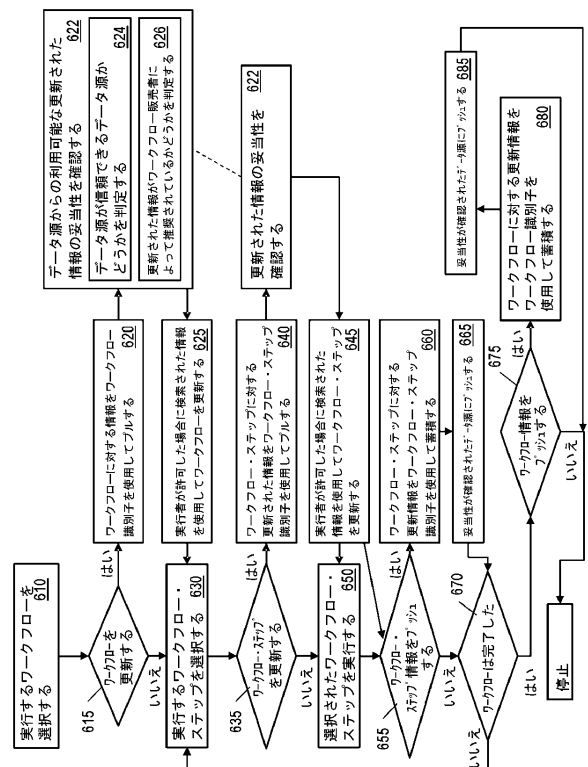 実行するワークフローを
選択する 610
ワークフローを
更新する
615
はい
いいえ
ワークフローに対する情報をワークフロー
識別子を使用してプルする 620
データ源からの利用可能な更新された
情報の妥当性を確認する 622
データ源が信頼できるデータ源か
どうかを判定する 624
更新された情報がワークフロー販売者に
よって推奨されているかどうかを判定する 626
実行者が許可した場合に検索された情報
を使用してワークフローを更新する 625
実行するワークフロー・
ステップを選択する 630
ワークフロー・ステップ
を更新する
635
はい
いいえ
ワークフロー・ステップに対する
更新された情報をワークフロー・ステップ
識別子を使用してプルする 640
更新された情報の妥当性を
確認する 622
実行者が許可した場合に検索された
情報を使用してワークフロー・ステップ
を更新する 645
選択されたワークフロー・
ステップを実行する 650
ワークフロー・
ステップ情報をプッシュ
する
655
はい
いいえ
ワークフロー・ステップに対する
更新情報をワークフロー・ステップ
識別子を使用して蓄積する 660
妥当性が確認されたデータ源にプッシュする 665
ワークフローは完了した
670
いいえ
はい
ワークフロー情報を
プッシュする
675
はい
いいえ
ワークフローに対する更新情報を
ワークフロー識別子を
使用して蓄積する 680
妥当性が確認されたデータ源にプッシュする 685
停止